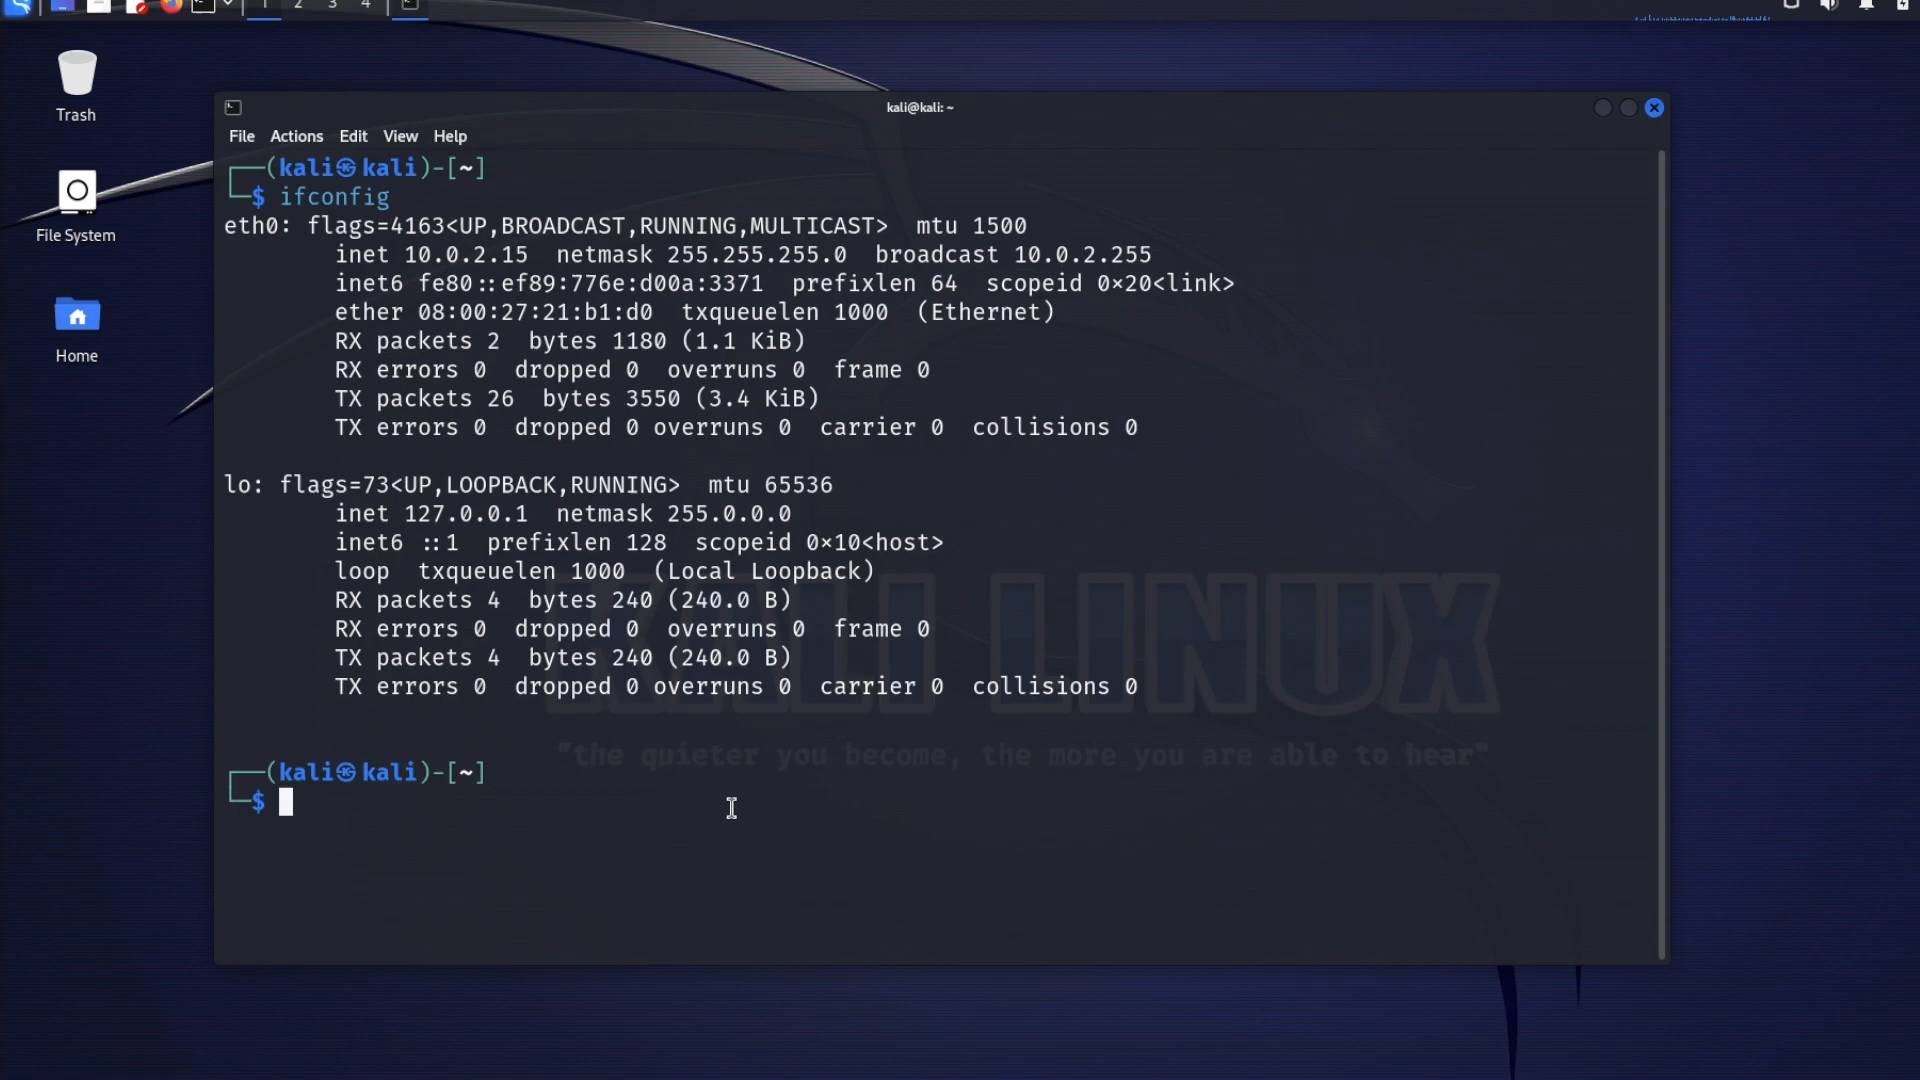 1 2 3 4
Trash
File System
Home
kali@kali: ~
File Actions Edit View Help
┌──(kali㉿kali)-[~]
└─$ ifconfig
eth0: flags=4163<UP,BROADCAST,RUNNING,MULTICAST>  mtu 1500
        inet 10.0.2.15  netmask 255.255.255.0  broadcast 10.0.2.255
        inet6 fe80::ef89:776e:d00a:3371  prefixlen 64  scopeid 0×20<link>
        ether 08:00:27:21:b1:d0  txqueuelen 1000  (Ethernet)
        RX packets 2  bytes 1180 (1.1 KiB)
        RX errors 0  dropped 0  overruns 0  frame 0
        TX packets 26  bytes 3550 (3.4 KiB)
        TX errors 0  dropped 0 overruns 0  carrier 0  collisions 0

lo: flags=73<UP,LOOPBACK,RUNNING>  mtu 65536
        inet 127.0.0.1  netmask 255.0.0.0
        inet6 ::1  prefixlen 128  scopeid 0×10<host>
        loop  txqueuelen 1000  (Local Loopback)
        RX packets 4  bytes 240 (240.0 B)
        RX errors 0  dropped 0  overruns 0  frame 0
        TX packets 4  bytes 240 (240.0 B)
        TX errors 0  dropped 0 overruns 0  carrier 0  collisions 0

KALI LINUX
"the quieter you become, the more you are able to hear"
┌──(kali㉿kali)-[~]
└─$